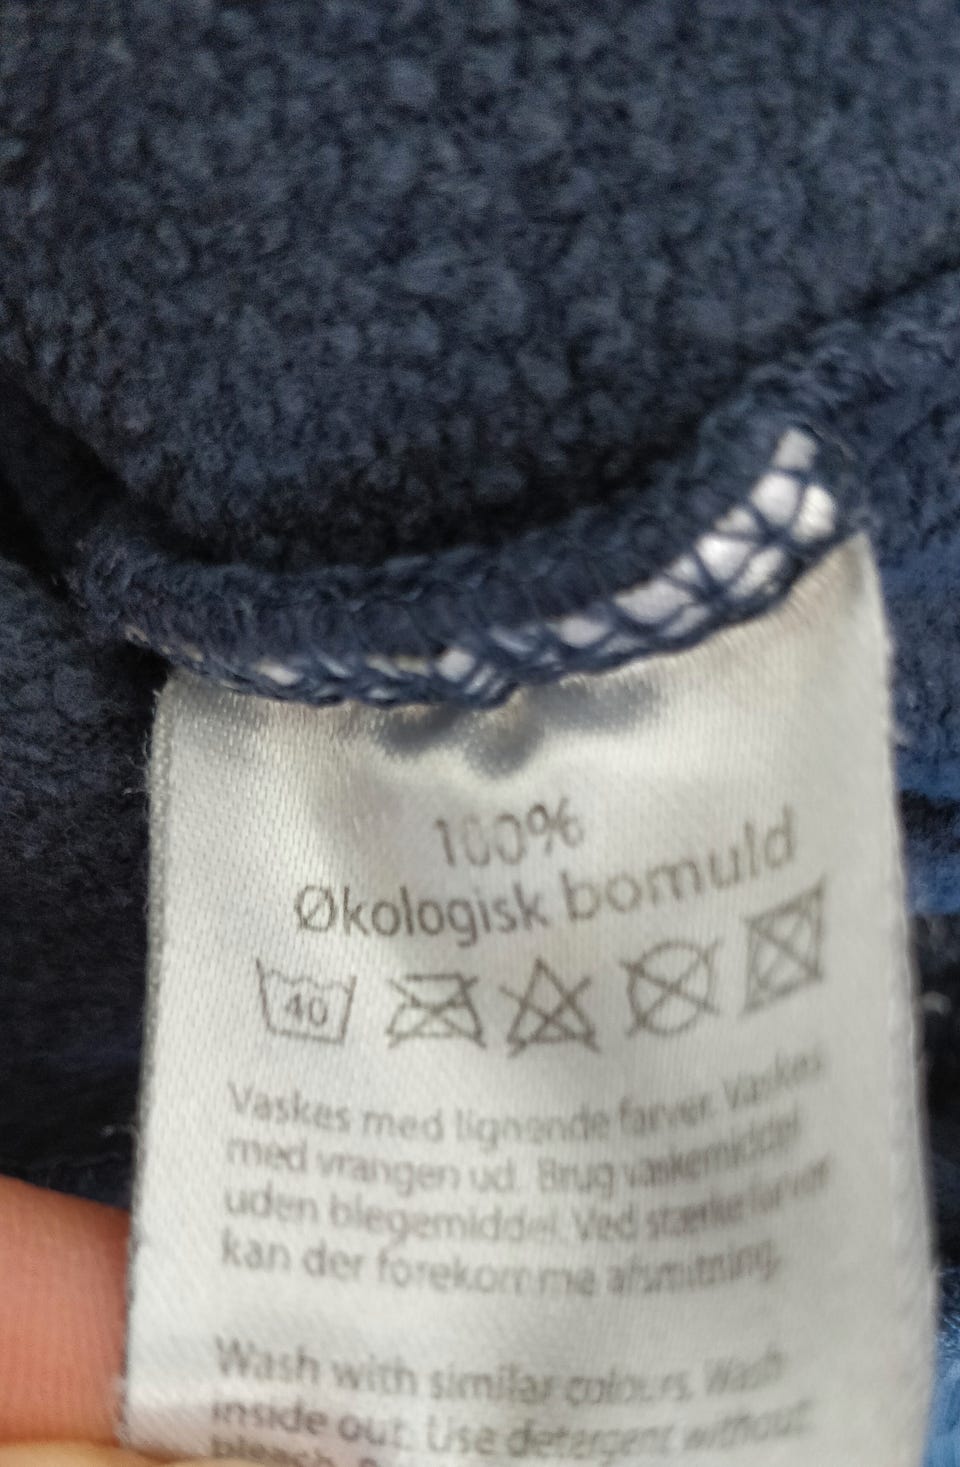 100%
Økologisk bomuld
40
Vaskes med lignende farver. Vaskes
med vrangen ud. Brug vaskemiddel
uden blegemiddel. Ved stærke farver
kan der forekomme afsmitning.
Wash with similar colours. Wash
inside out. Use detergent without
bleach.